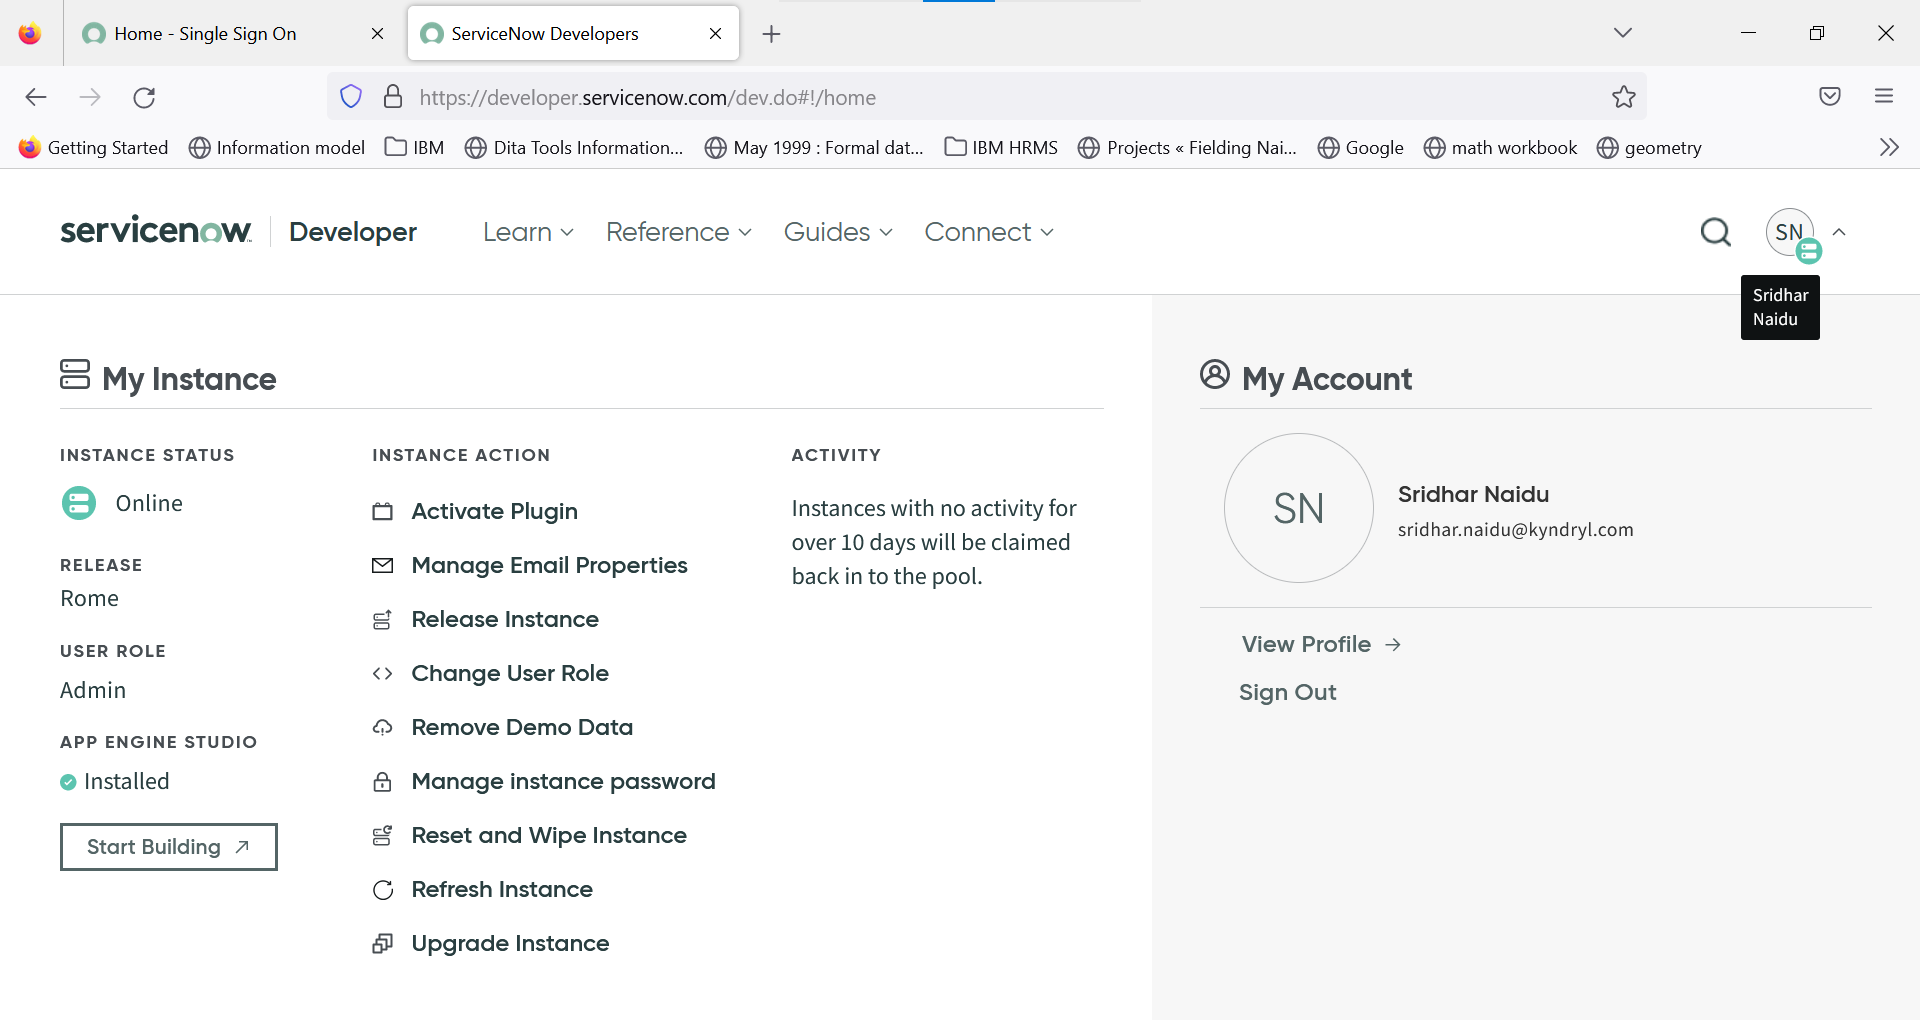 Home - Single Sign On
ServiceNow Developers
https://developer.servicenow.com/dev.do#!/home
Getting Started
Information model
IBM
Dita Tools Information...
May 1999 : Formal dat...
IBM HRMS
Projects « Fielding Nai...
Google
math workbook
geometry
servicenow
Developer
Learn
Reference
Guides
Connect
SN
Sridhar
Naidu
My Instance
INSTANCE STATUS
Online
RELEASE
Rome
USER ROLE
Admin
APP ENGINE STUDIO
Installed
Start Building
INSTANCE ACTION
Activate Plugin
Manage Email Properties
Release Instance
Change User Role
Remove Demo Data
Manage instance password
Reset and Wipe Instance
Refresh Instance
Upgrade Instance
ACTIVITY
Instances with no activity for
over 10 days will be claimed
back in to the pool.
My Account
SN
Sridhar Naidu
sridhar.naidu@kyndryl.com
View Profile
Sign Out